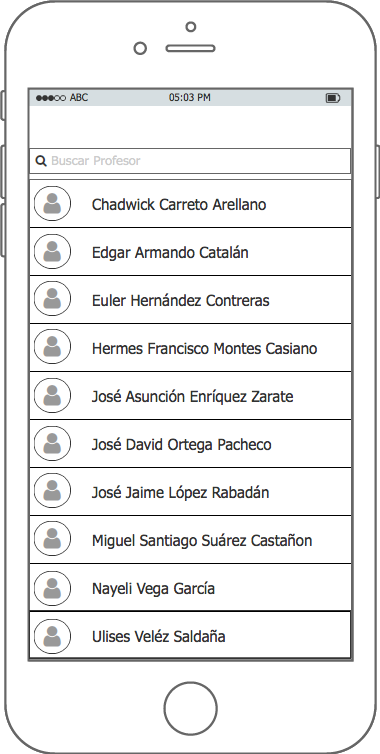 ABC 05:03 PM
Buscar Profesor
Chadwick Carreto Arellano
Edgar Armando Catalán
Euler Hernández Contreras
Hermes Francisco Montes Casiano
José Asunción Enríquez Zarate
José David Ortega Pacheco
José Jaime López Rabadán
Miguel Santiago Suárez Castañon
Nayeli Vega García
Ulises Veléz Saldaña